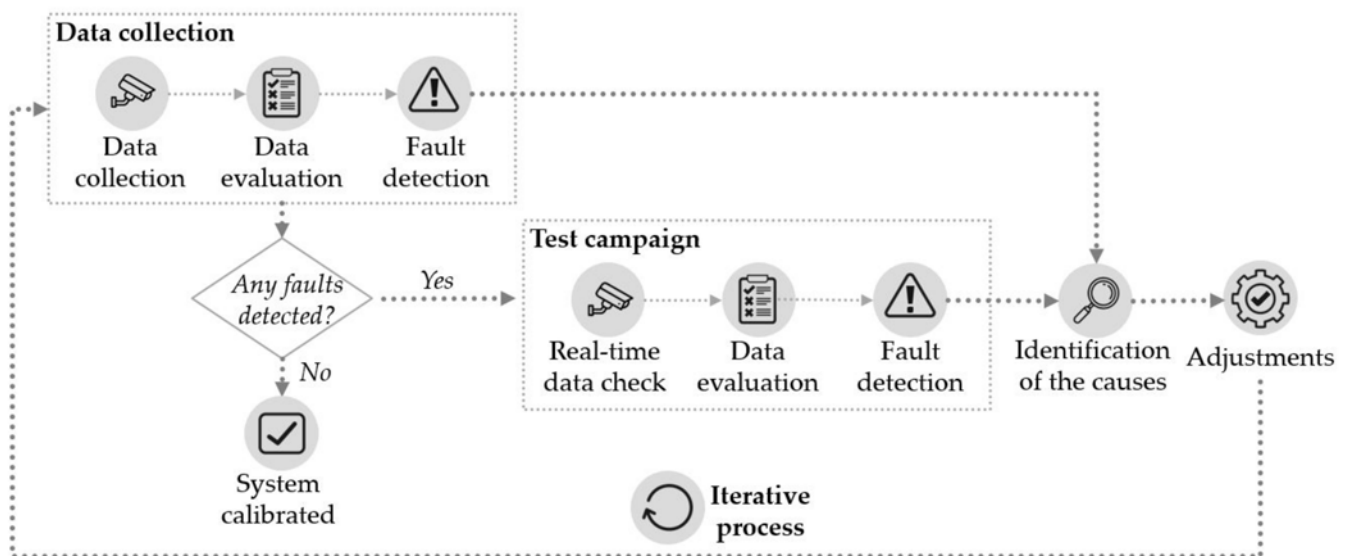 Data collection
Data
collection
Data
evaluation
Fault
detection
Any faults
detected?
Yes
No
System
calibrated
Test campaign
Real-time
data check
Data
evaluation
Fault
detection
Identification
of the causes
Adjustments
Iterative
process